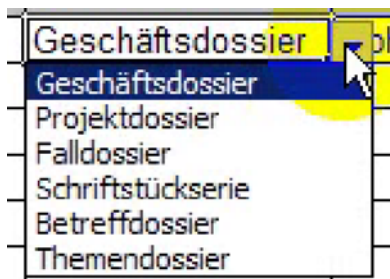 Geschäftsdossier
Geschäftsdossier
Projektdossier
Falldossier
Schriftstückserie
Betreffdossier
Themendossier